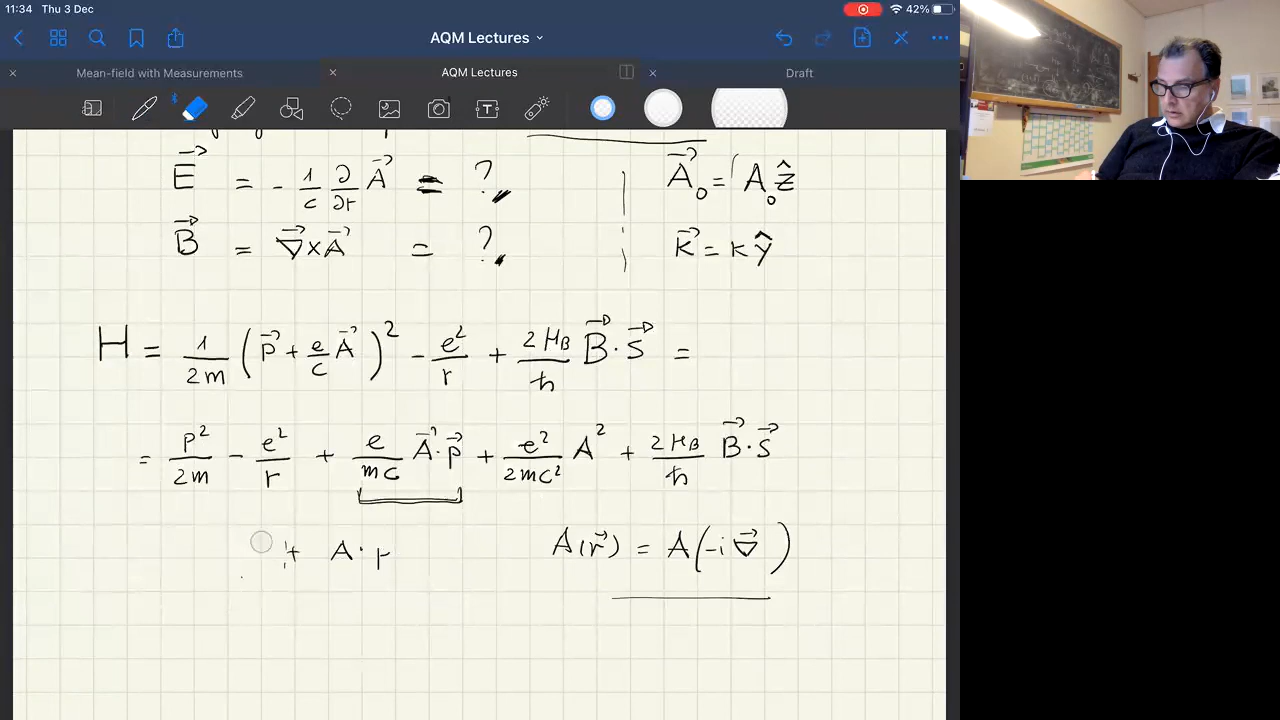 11:34 Thu 3 Dec 42%
AQM Lectures
Mean-field with Measurements AQM Lectures Draft
E⃗ = - 1/c ∂/∂r A⃗ = ? A⃗₀ = A₀ ẑ
B⃗ = ∇⃗ x A⃗ = ? K⃗ = k ŷ
H = 1/2m (p⃗ + e/c A⃗)² - e²/r + 2μB/ħ B⃗ · S⃗ =
= p²/2m - e²/r + e/mc A⃗ · p⃗ + e²/2mc² A² + 2μB/ħ B⃗ · S⃗
+ A · p A(r⃗) = A(-i ∇⃗)